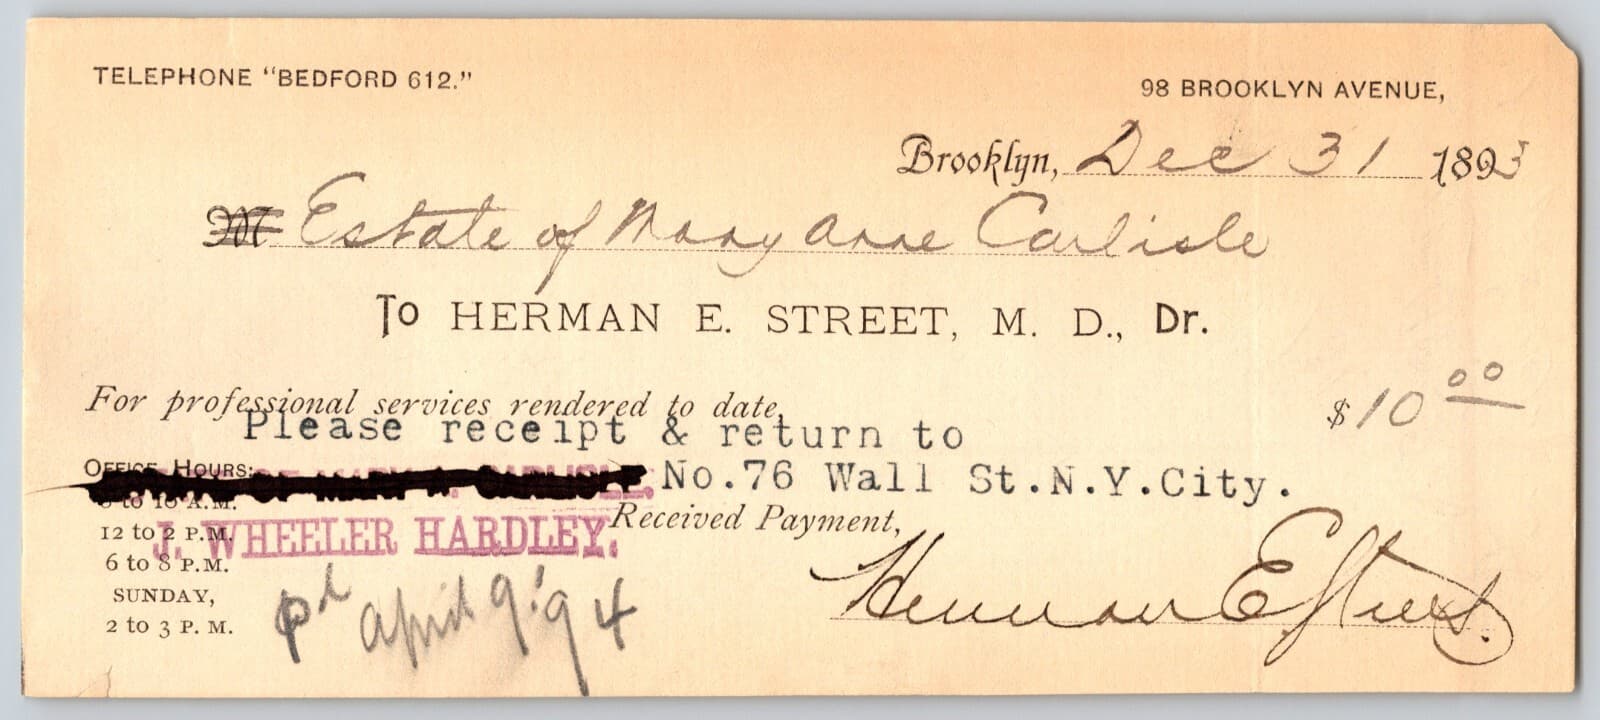 TELEPHONE "BEDFORD 612."
98 BROOKLYN AVENUE,
Brooklyn, Dec 31 1893
M Estate of Mary Anne Carlisle
To HERMAN E. STREET, M. D., Dr.
For professional services rendered to date, $10 00
Please receipt & return to
OFFICE HOURS:
No.76 Wall St.N.Y.City.
8 to 10 A.M.
Received Payment,
12 to 2 P.M.
J. WHEELER HARDLEY.
6 to 8 P.M.
Herman E Street.
SUNDAY,
2 to 3 P. M.
pd april 9 '94